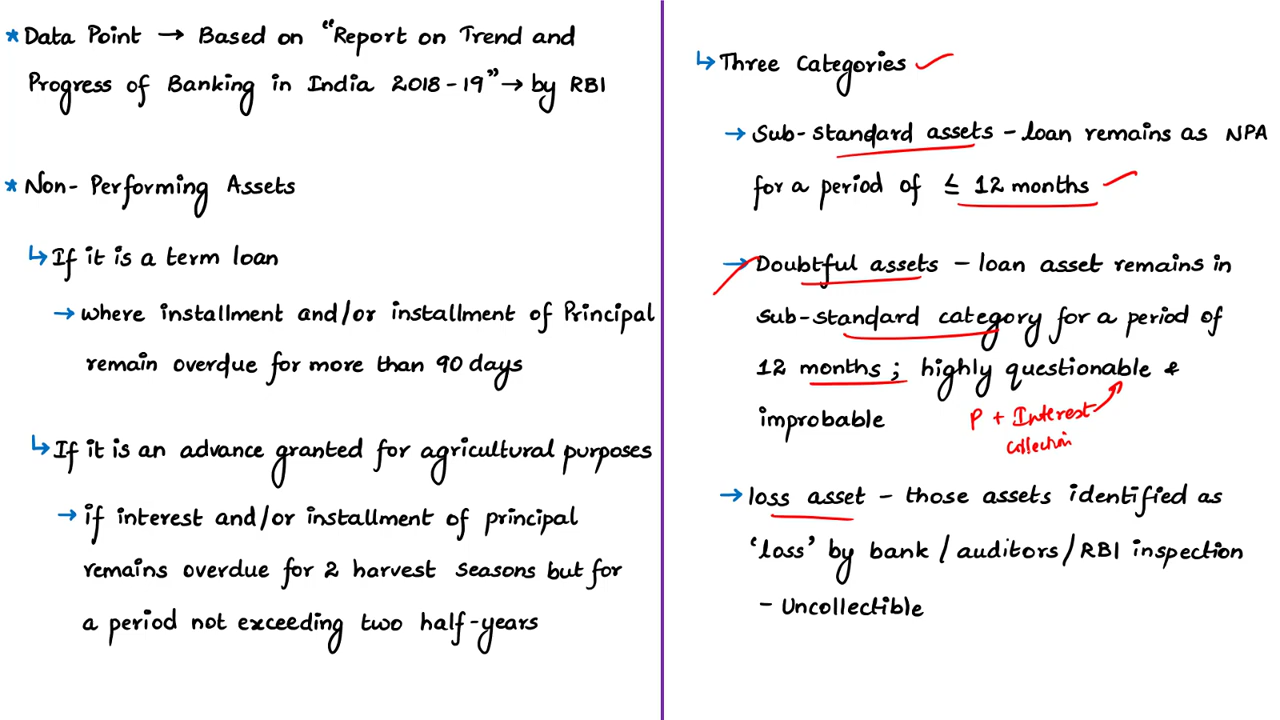 * Data Point → Based on "Report on Trend and
Progress of Banking in India 2018-19" → by RBI
* Non-Performing Assets
↳ If it is a term loan
→ where installment and/or installment of Principal
remain overdue for more than 90 days
↳ If it is an advance granted for agricultural purposes
→ if interest and/or installment of principal
remains overdue for 2 harvest seasons but for
a period not exceeding two half-years
↳ Three Categories ✓
→ Sub-standard assets - loan remains as NPA
for a period of ≤ 12 months ✓
→ Doubtful assets - loan asset remains in
sub-standard category for a period of
12 months ; highly questionable &
improbable
P + Interest
Collection
→ loss asset - those assets identified as
'loss' by bank / auditors / RBI inspection
- Uncollectible